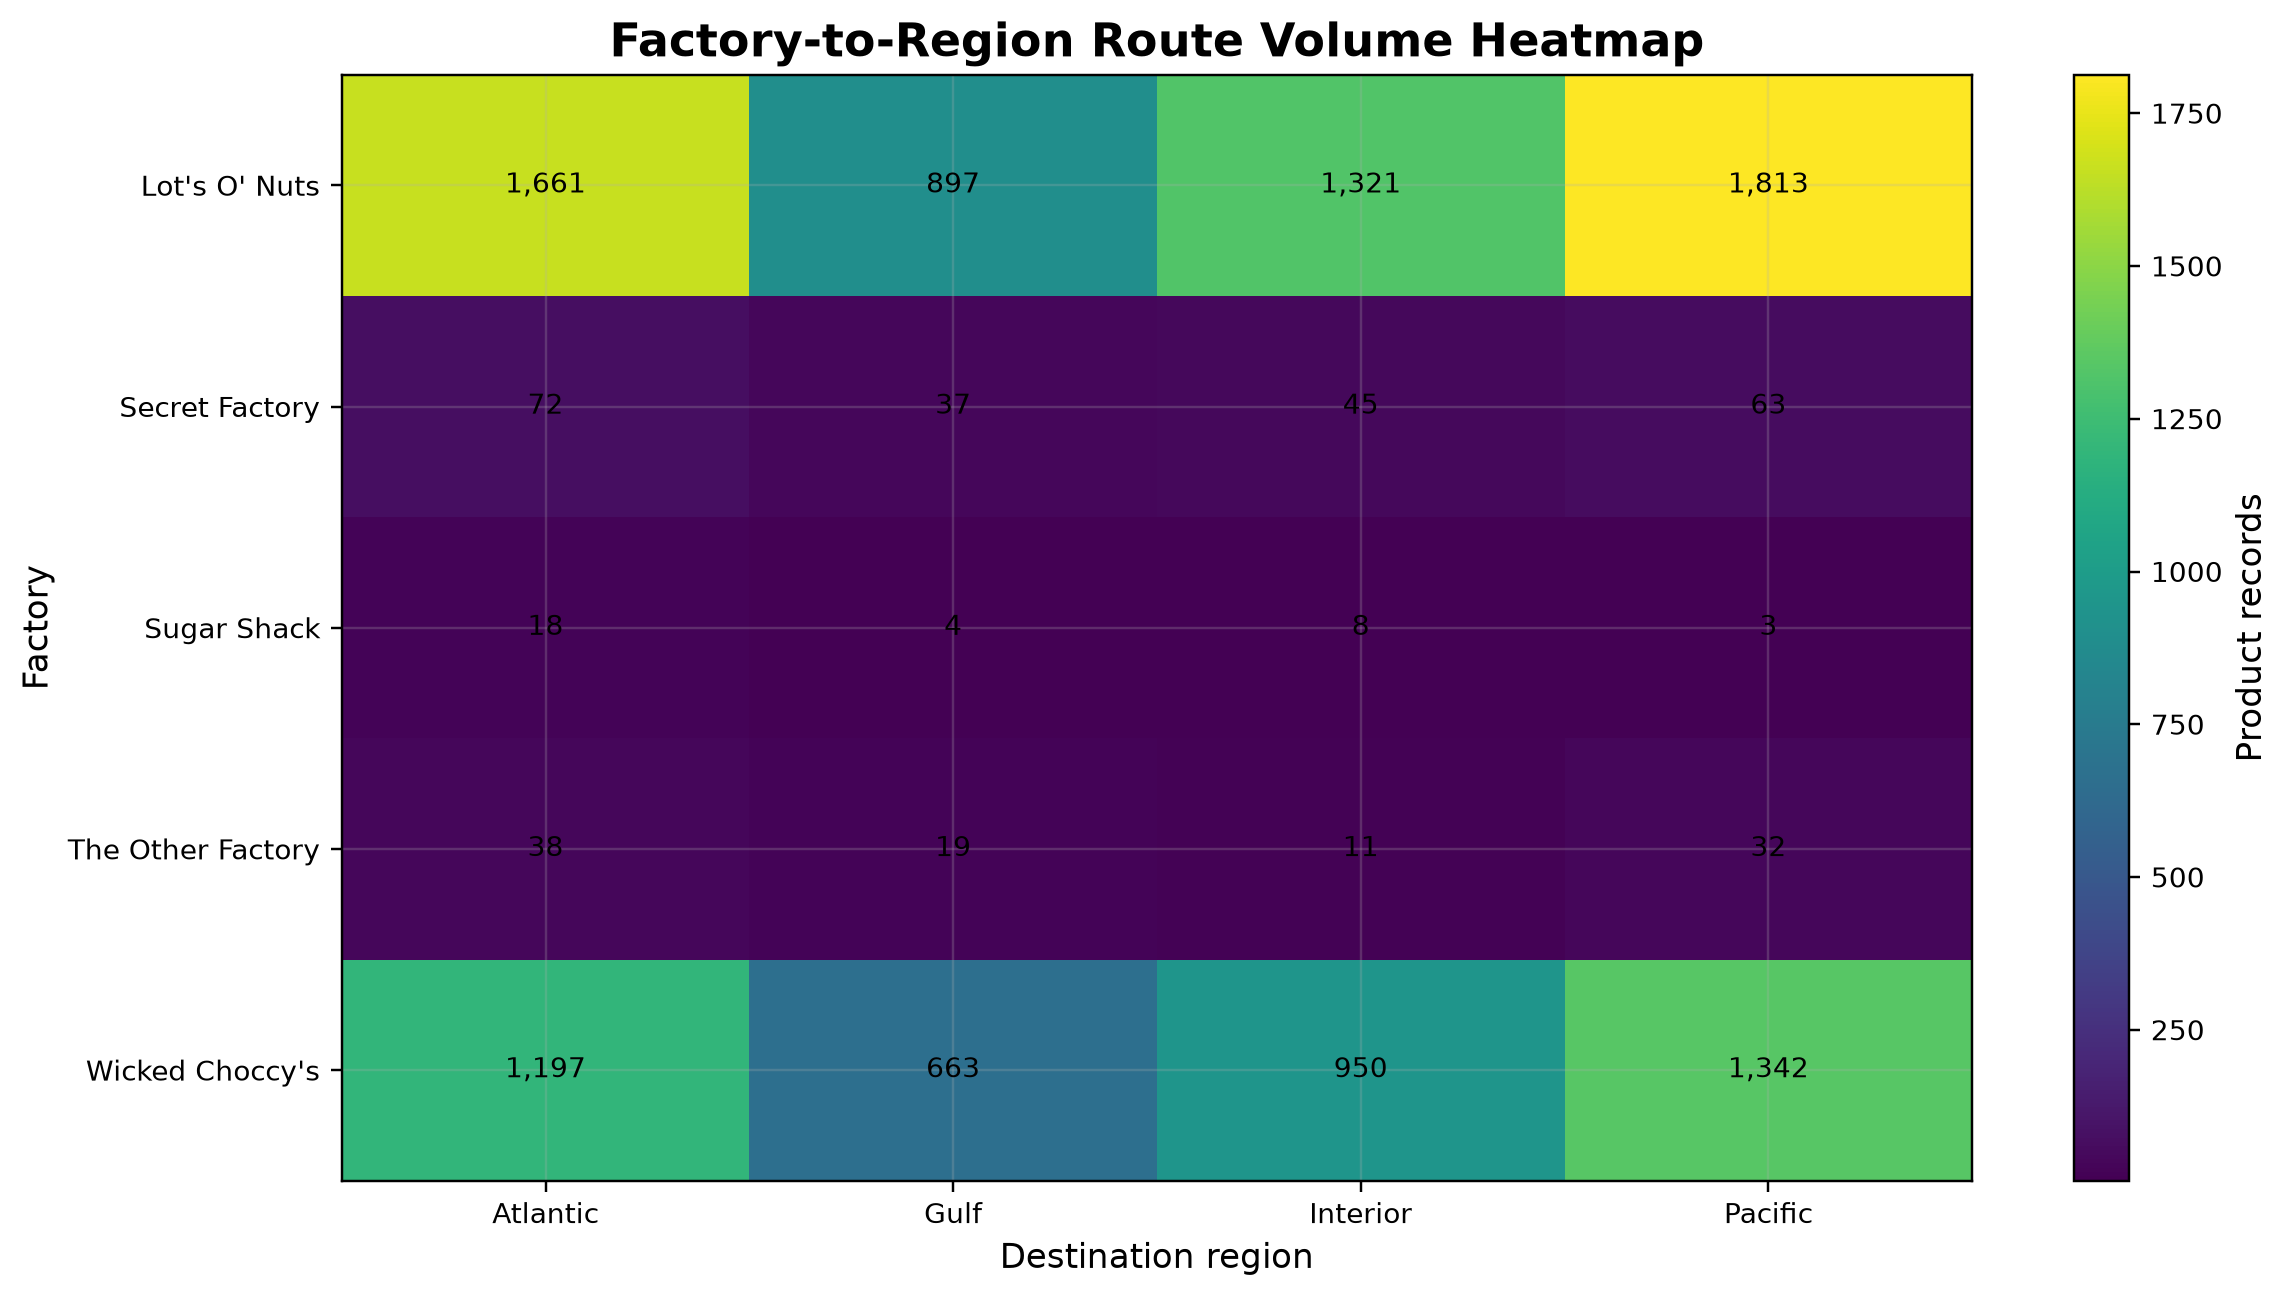 Factory-to-Region Route Volume Heatmap
Factory
Lot's O' Nuts
1,661
897
1,321
1,813
Secret Factory
72
37
45
63
Sugar Shack
18
4
8
3
The Other Factory
38
19
11
32
Wicked Choccy's
1,197
663
950
1,342
Atlantic
Gulf
Interior
Pacific
Destination region
1750
1500
1250
1000
750
500
250
Product records